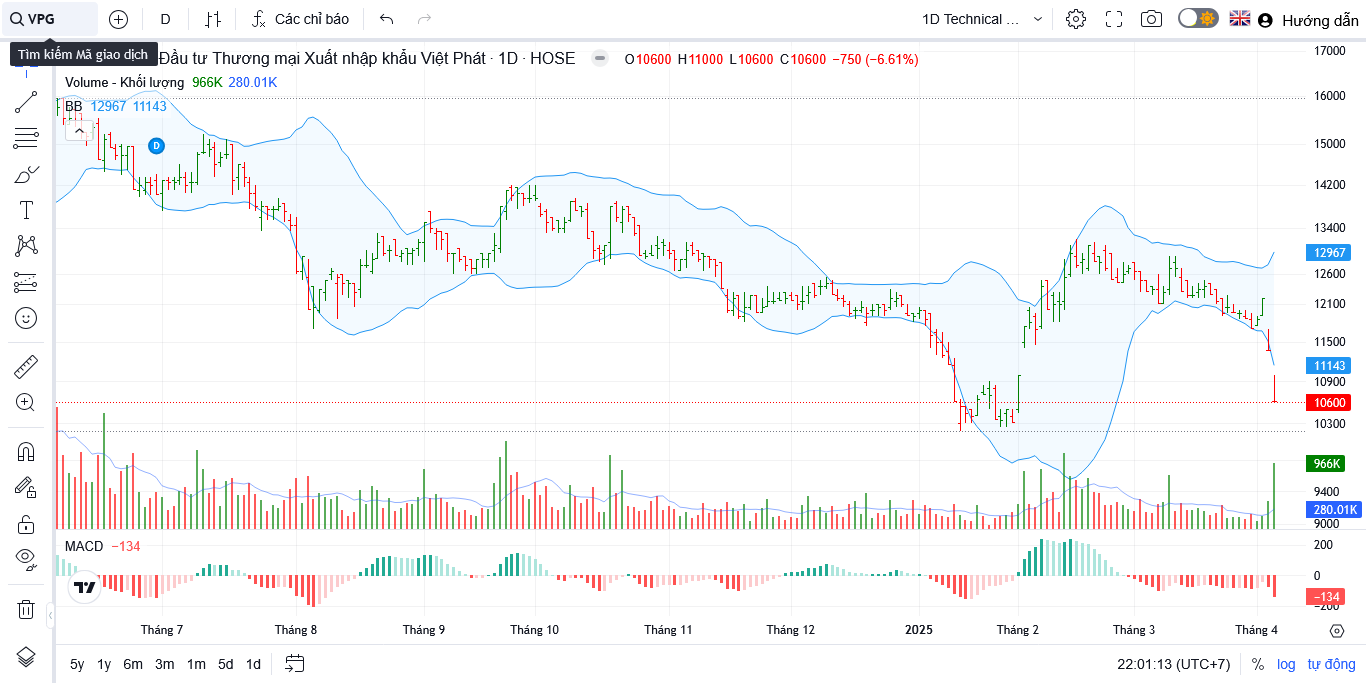 VPG
D
Các chỉ báo
1D Technical ...
Hướng dẫn
Tìm kiếm Mã giao dịch
Đầu tư Thương mại Xuất nhập khẩu Việt Phát · 1D · HOSE
O10600 H11000 L10600 C10600 −750 (−6.61%)
Volume - Khối lượng 966K 280.01K
BB 12967 11143
D
17000
16000
15000
14200
13400
12967
12600
12100
11500
11143
10900
10600
10300
966K
9400
280.01K
9000
MACD −134
200
0
−134
−200
Tháng 7
Tháng 8
Tháng 9
Tháng 10
Tháng 11
Tháng 12
2025
Tháng 2
Tháng 3
Tháng 4
5y 1y 6m 3m 1m 5d 1d
22:01:13 (UTC+7)
% log tự động